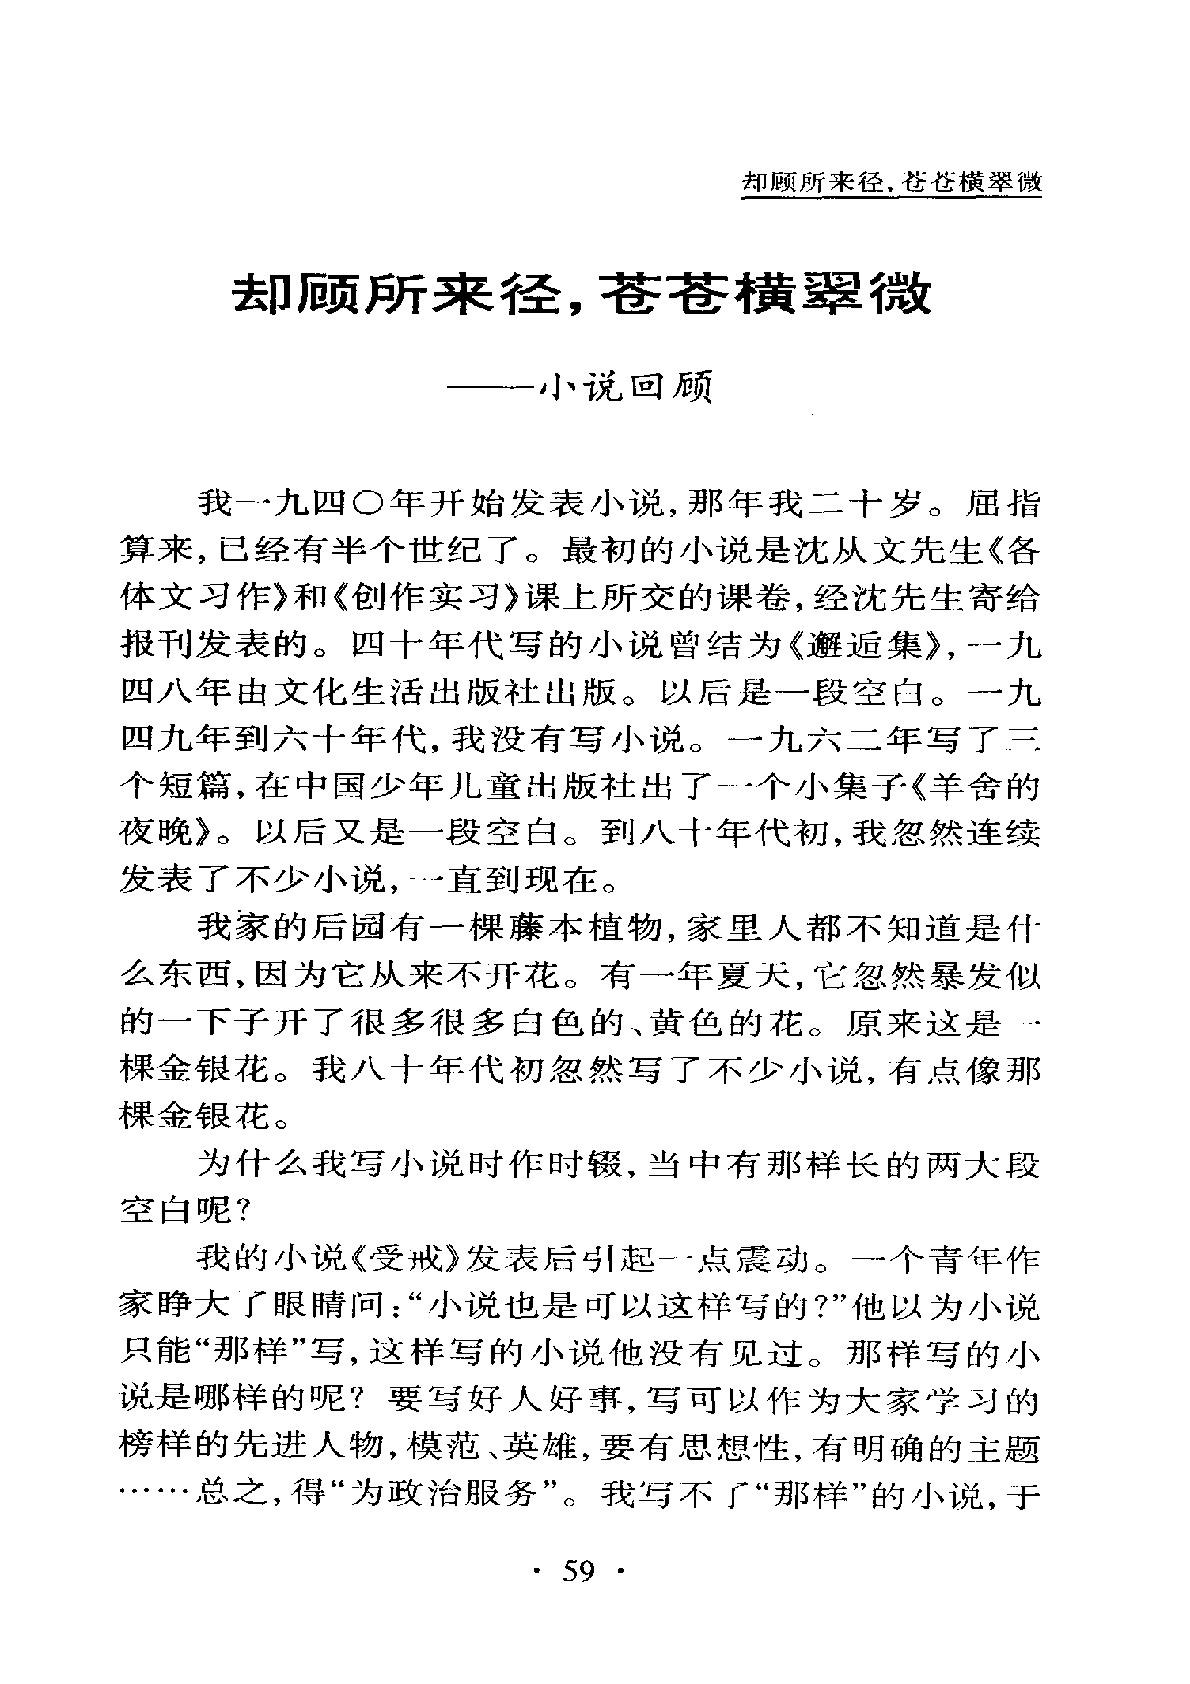 却顾所来径,苍苍横翠微
却顾所来径,苍苍横翠微
——小说回顾
我一九四〇年开始发表小说,那年我二十岁。屈指
算来,已经有半个世纪了。最初的小说是沈从文先生《各
体文习作》和《创作实习》课上所交的课卷,经沈先生寄给
报刊发表的。四十年代写的小说曾结为《邂逅集》,一九
四八年由文化生活出版社出版。以后是一段空白。一九
四九年到六十年代,我没有写小说。一九六二年写了三
个短篇,在中国少年儿童出版社出了一个小集子《羊舍的
夜晚》。以后又是一段空白。到八十年代初,我忽然连续
发表了不少小说,一直到现在。
我家的后园有一棵藤本植物,家里人都不知道是什
么东西,因为它从来不开花。有一年夏天,它忽然暴发似
的一下子开了很多很多白色的、黄色的花。原来这是一
棵金银花。我八十年代初忽然写了不少小说,有点像那
棵金银花。
为什么我写小说时作时辍,当中有那样长的两大段
空白呢?
我的小说《受戒》发表后引起一点震动。一个青年作
家睁大了眼睛问:“小说也是可以这样写的?”他以为小说
只能“那样”写,这样写的小说他没有见过。那样写的小
说是哪样的呢? 要写好人好事,写可以作为大家学习的
榜样的先进人物,模范、英雄,要有思想性,有明确的主题
……总之,得“为政治服务”。我写不了“那样”的小说,于
· 59 ·